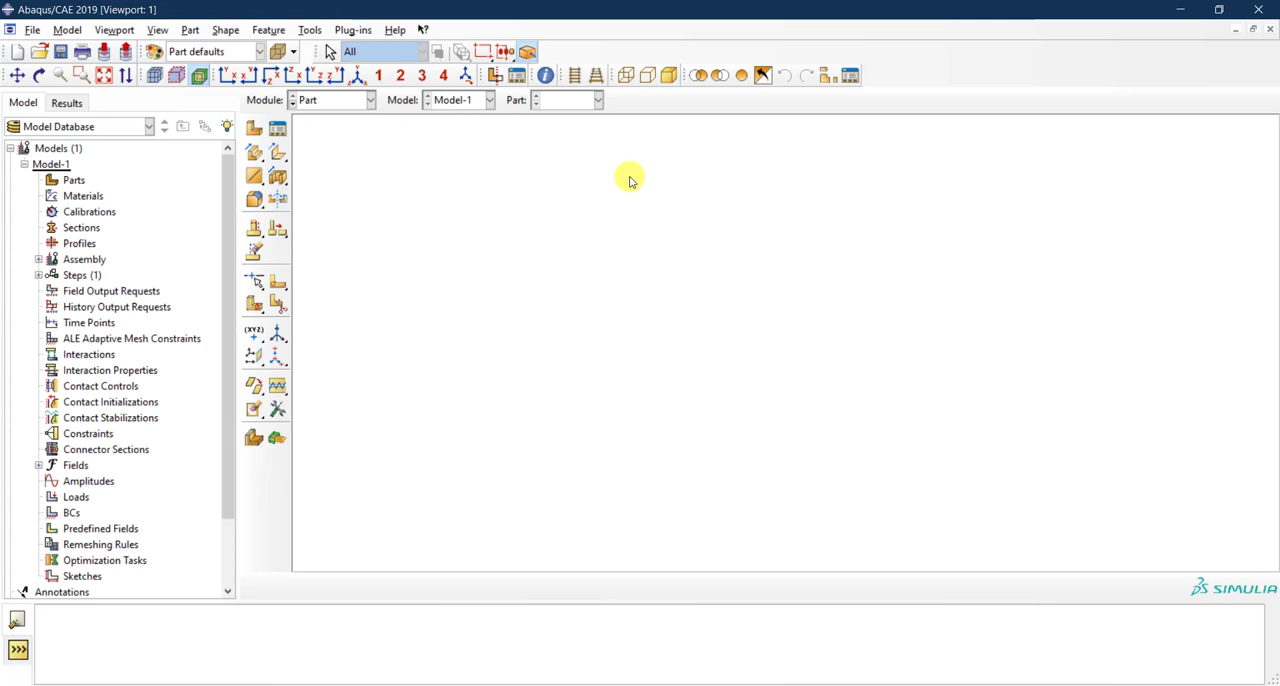 Abaqus/CAE 2019 [Viewport: 1]
File Model Viewport View Part Shape Feature Tools Plug-ins Help
Part defaults All
1 2 3 4
Model Results Module: Part Model: Model-1 Part:
Model Database
Models (1)
Model-1
Parts
Materials
Calibrations
Sections
Profiles
Assembly
Steps (1)
Field Output Requests
History Output Requests
Time Points
ALE Adaptive Mesh Constraints
Interactions
Interaction Properties
Contact Controls
Contact Initializations
Contact Stabilizations
Constraints
Connector Sections
Fields
Amplitudes
Loads
BCs
Predefined Fields
Remeshing Rules
Optimization Tasks
Sketches
Annotations
(XYZ)
SIMULIA
>>>